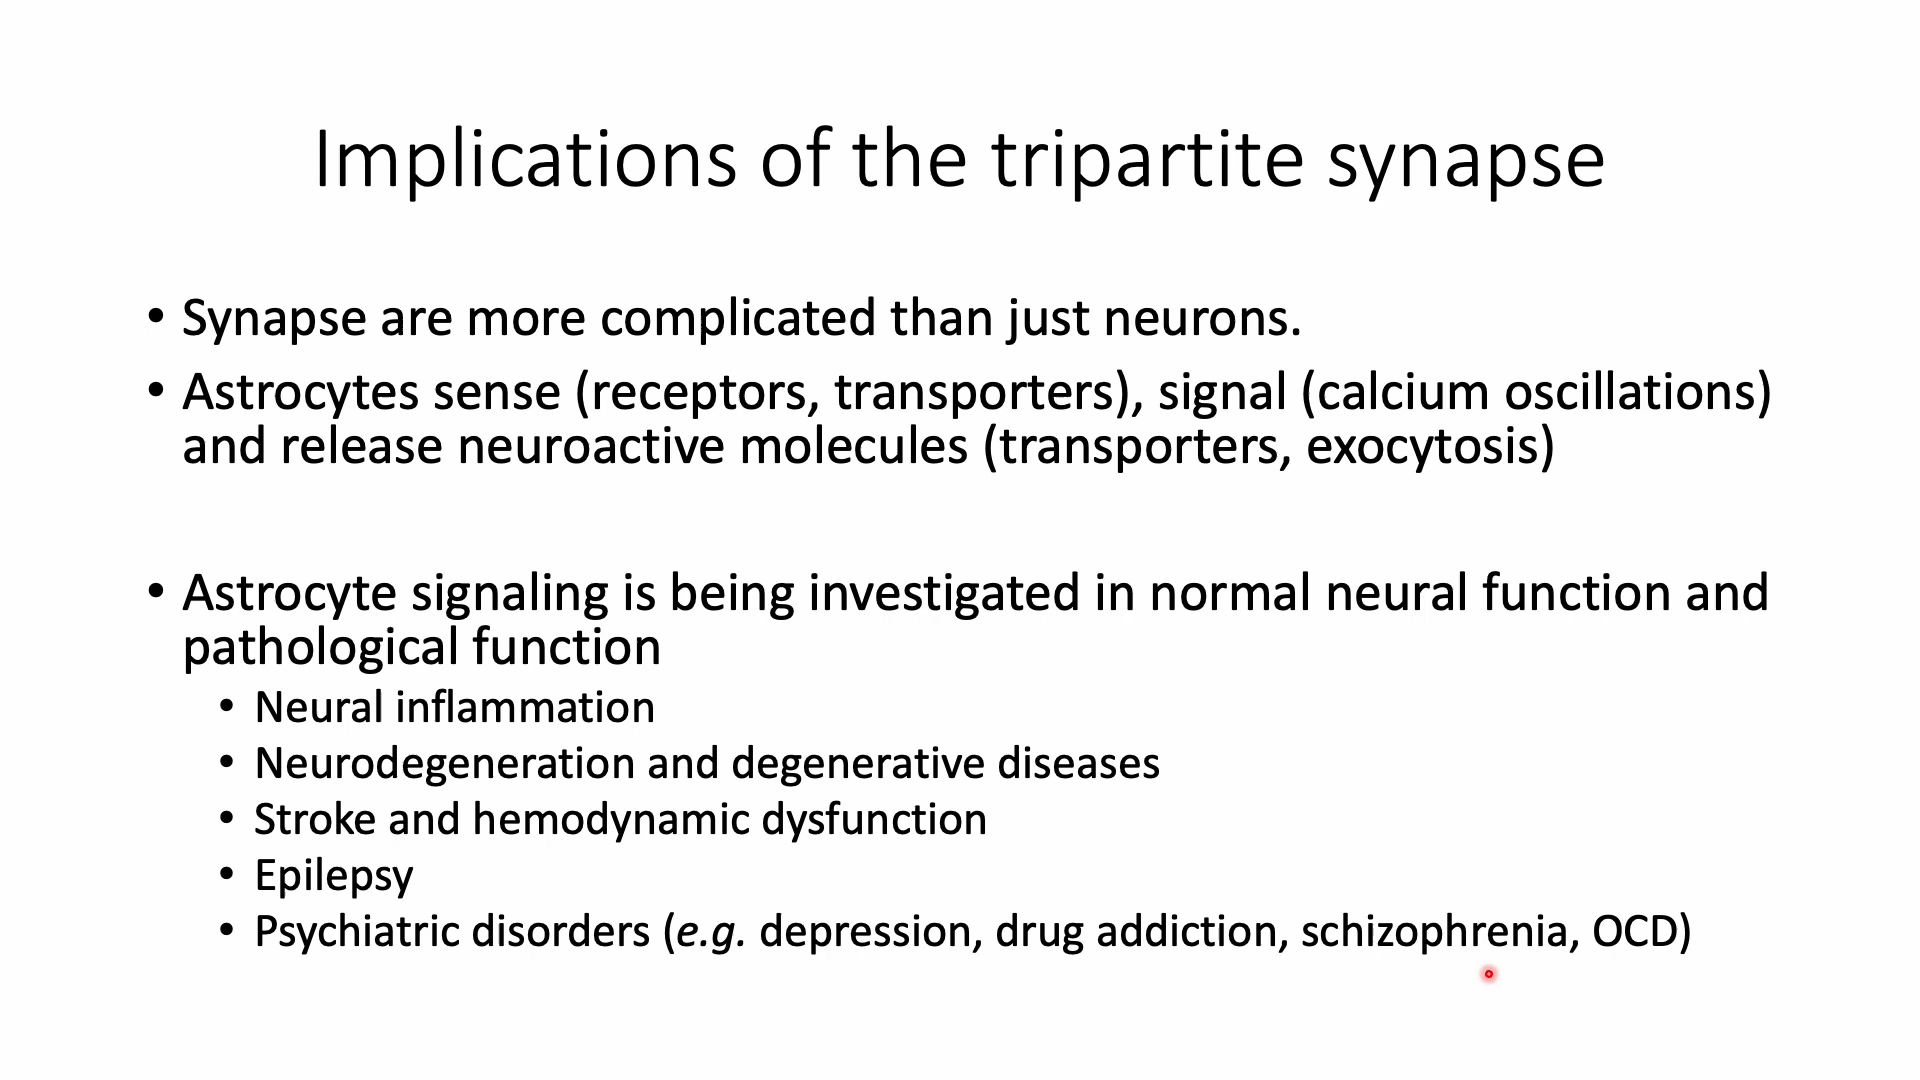 Implications of the tripartite synapse
• Synapse are more complicated than just neurons.
• Astrocytes sense (receptors, transporters), signal (calcium oscillations)
and release neuroactive molecules (transporters, exocytosis)
• Astrocyte signaling is being investigated in normal neural function and
pathological function
• Neural inflammation
• Neurodegeneration and degenerative diseases
• Stroke and hemodynamic dysfunction
• Epilepsy
• Psychiatric disorders (e.g. depression, drug addiction, schizophrenia, OCD)